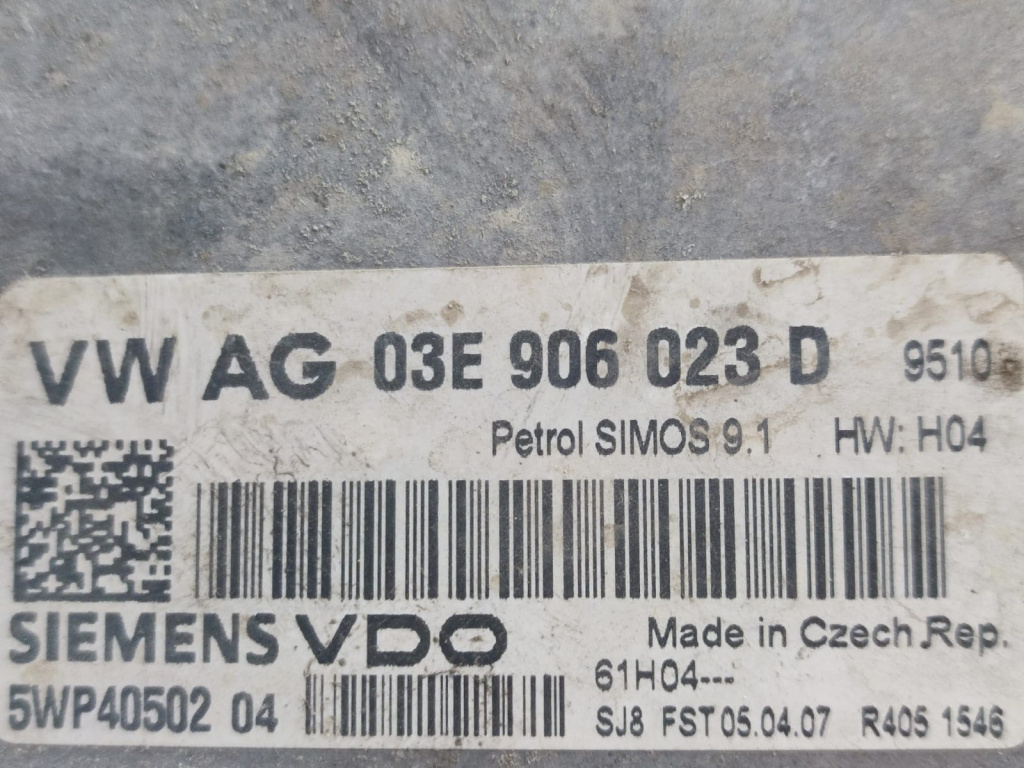 VW AG 03E 906 023 D 9510
Petrol SIMOS 9.1 HW: H04
SIEMENS VDO Made in Czech.Rep.
61H04---
5WP40502 04 SJ8 FST 05.04.07 R405 1546